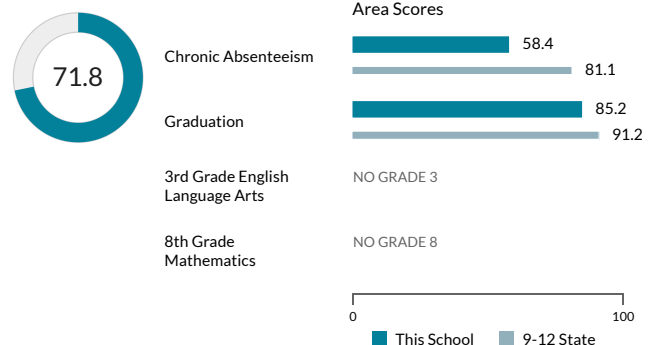 Area Scores
71.8
Chronic Absenteeism
58.4
81.1
Graduation
85.2
91.2
3rd Grade English
Language Arts
NO GRADE 3
8th Grade
Mathematics
NO GRADE 8
0
100
This School
9-12 State